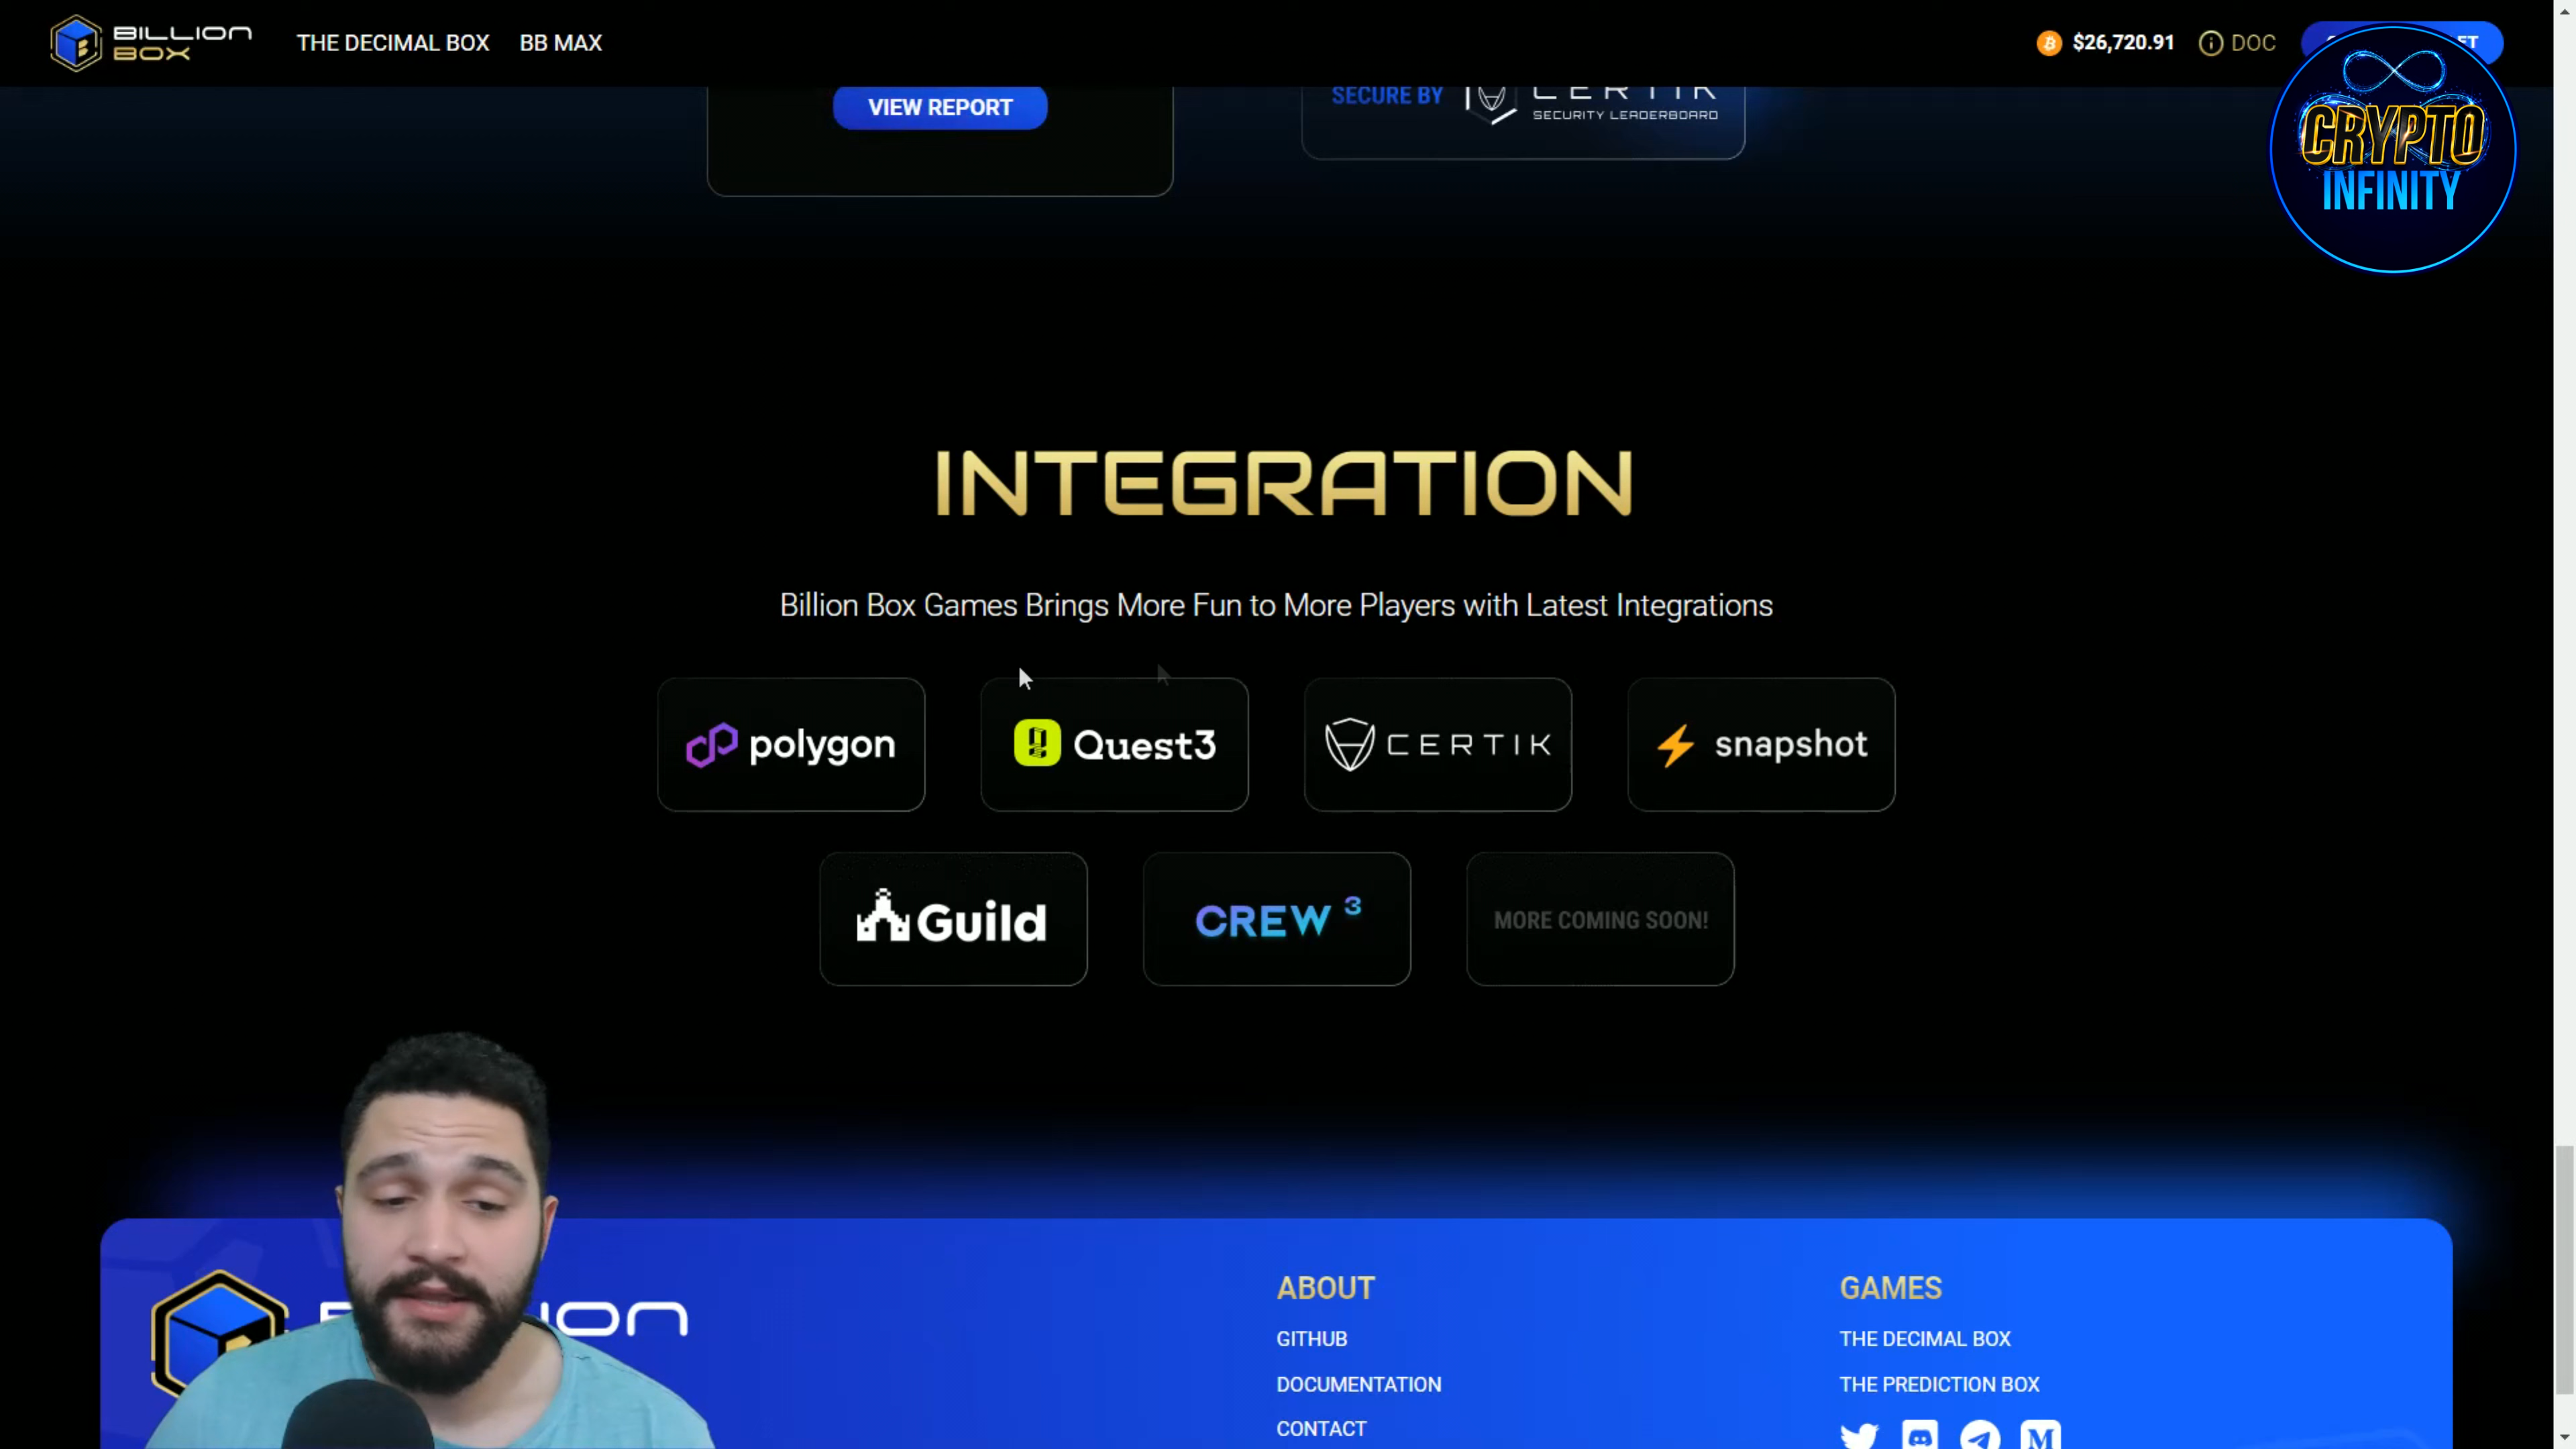 BILLION
BOX
THE DECIMAL BOX
BB MAX
$26,720.91
DOC
CRYPTO
INFINITY
VIEW REPORT
SECURE BY
CERTIK
SECURITY LEADERBOARD
INTEGRATION
Billion Box Games Brings More Fun to More Players with Latest Integrations
polygon
Quest3
CERTIK
snapshot
Guild
CREW 3
MORE COMING SOON!
ABOUT
GITHUB
DOCUMENTATION
CONTACT
GAMES
THE DECIMAL BOX
THE PREDICTION BOX